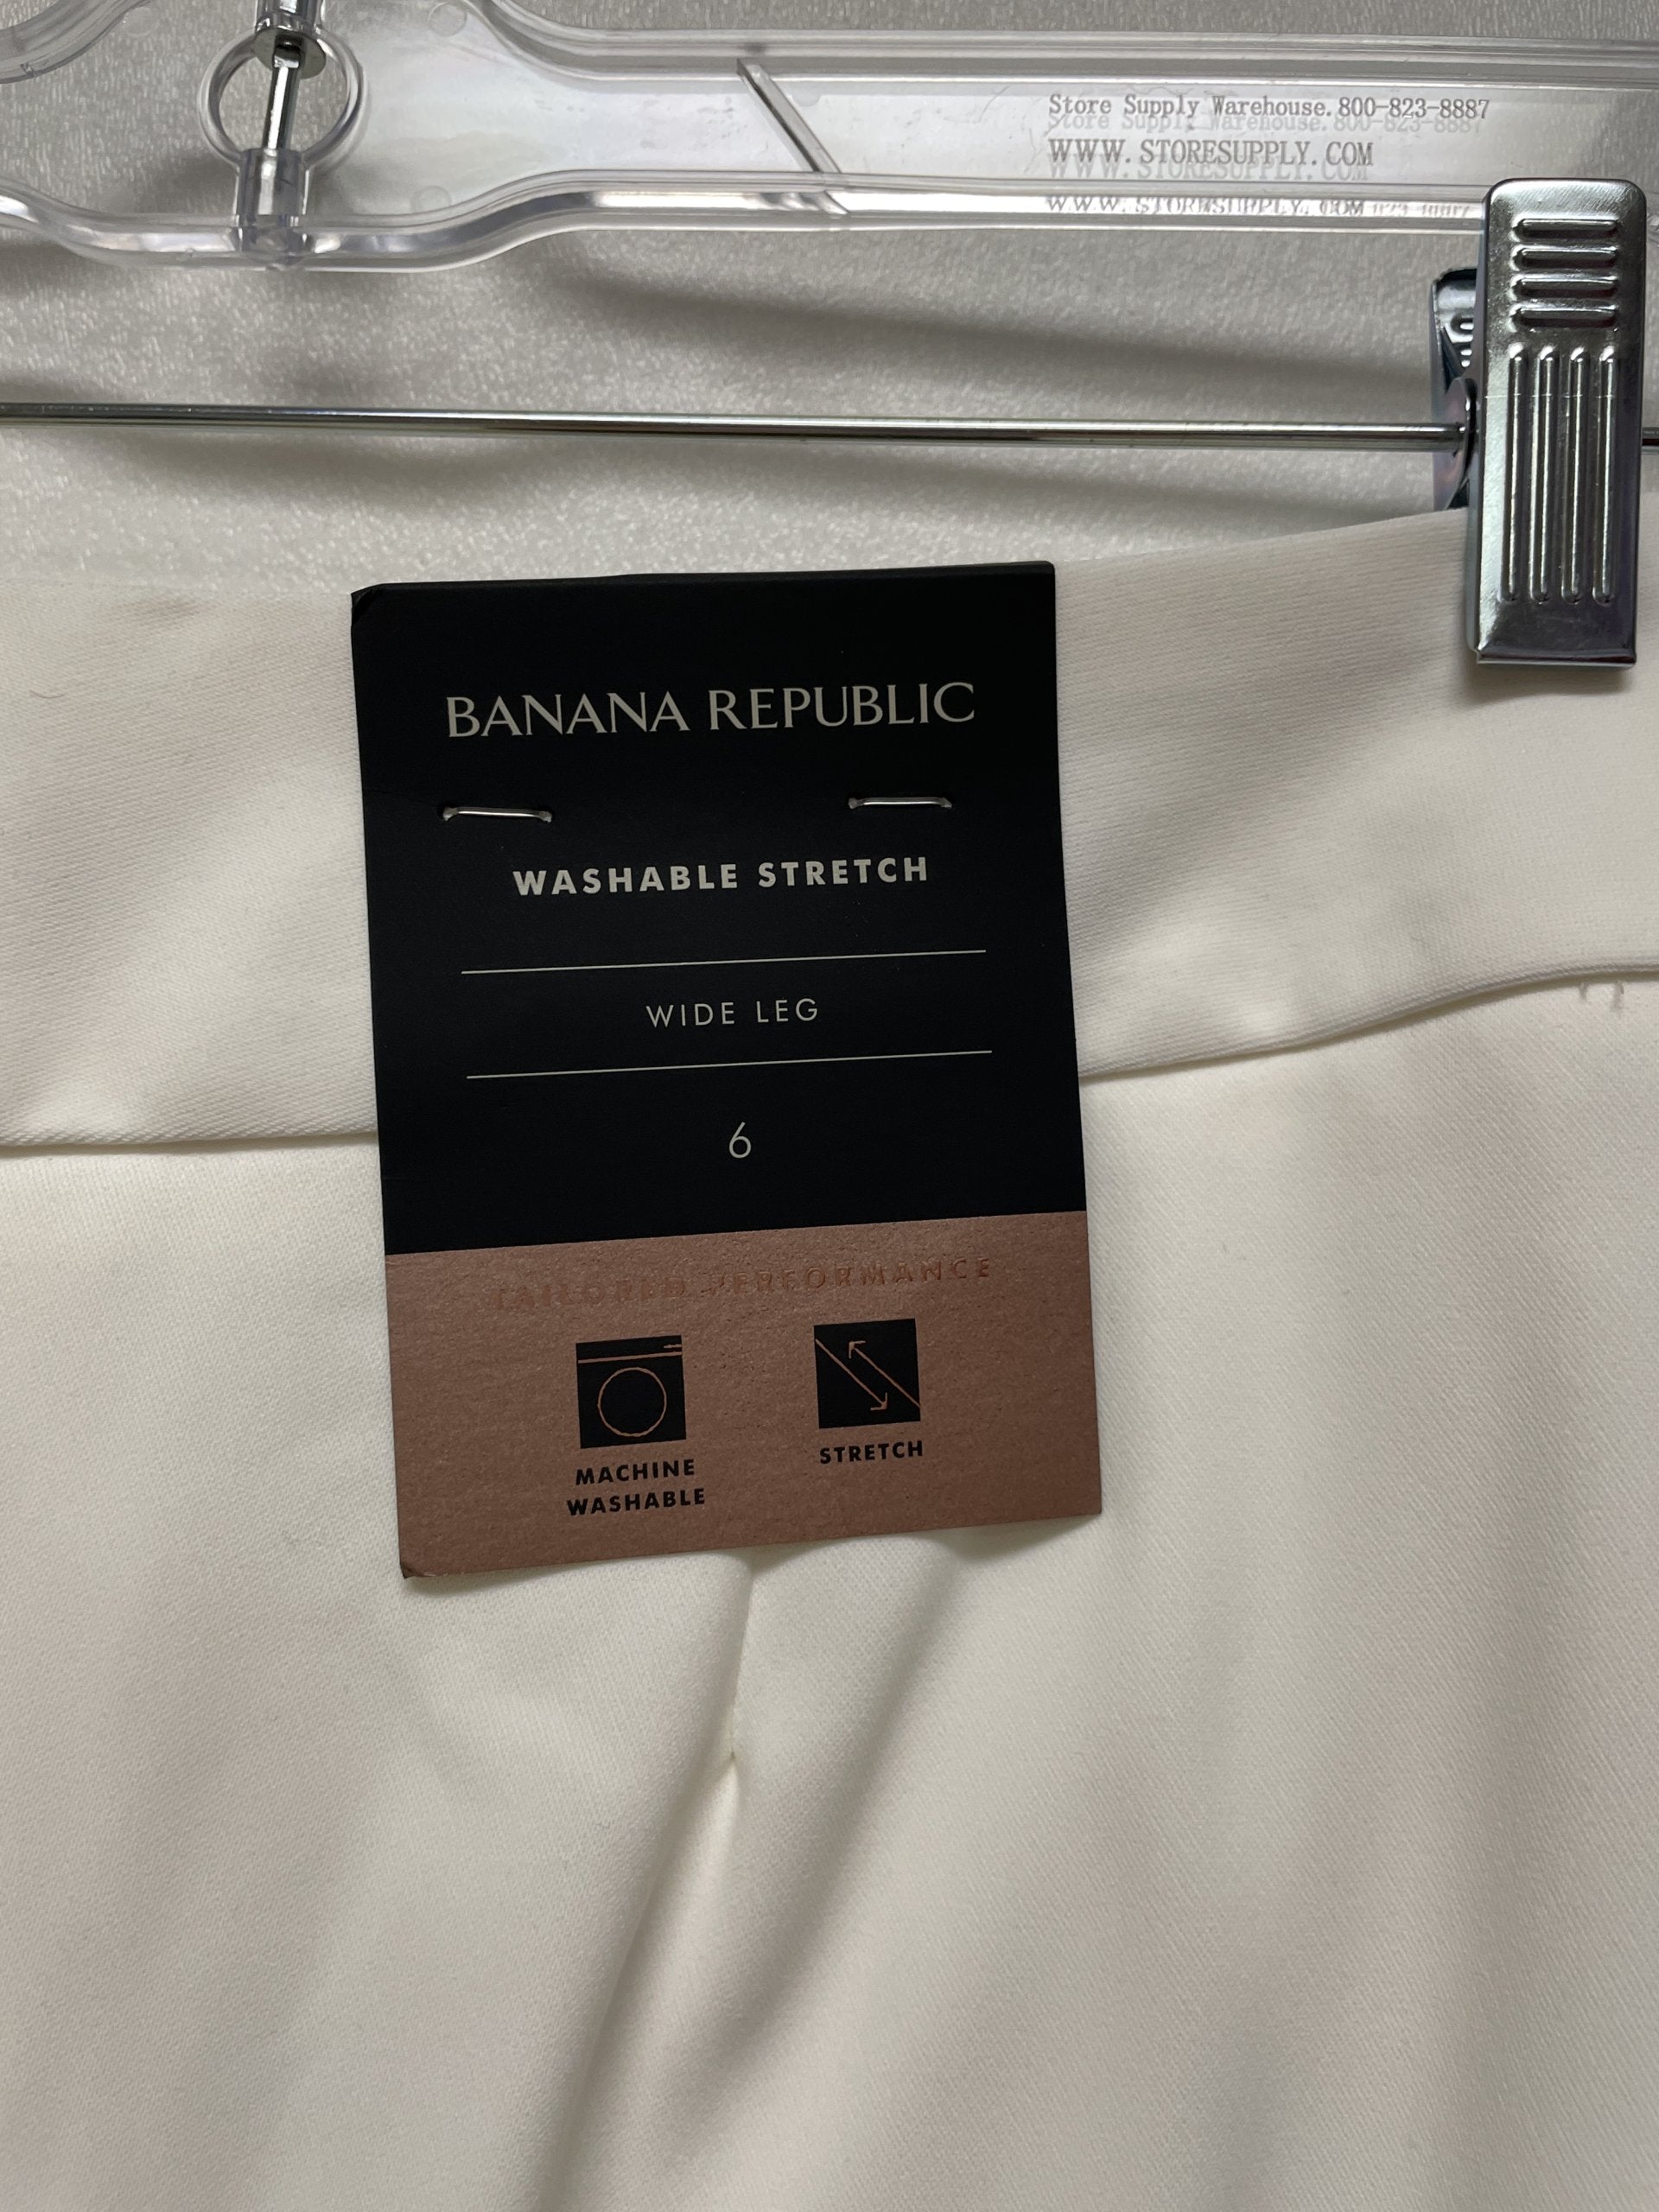 Store Supply Warehouse. 800-823-8887
WWW. STORESUPPLY. COM
BANANA REPUBLIC
WASHABLE STRETCH
WIDE LEG
6
TAILORED PERFORMANCE
MACHINE
WASHABLE
STRETCH